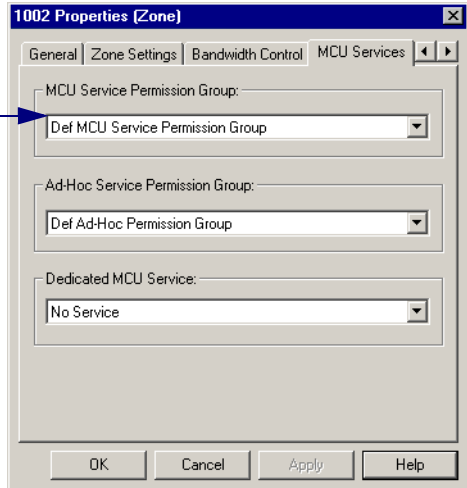 1002 Properties (Zone)
General Zone Settings Bandwidth Control MCU Services
MCU Service Permission Group:
Def MCU Service Permission Group
Ad-Hoc Service Permission Group:
Def Ad-Hoc Permission Group
Dedicated MCU Service:
No Service
OK Cancel Apply Help